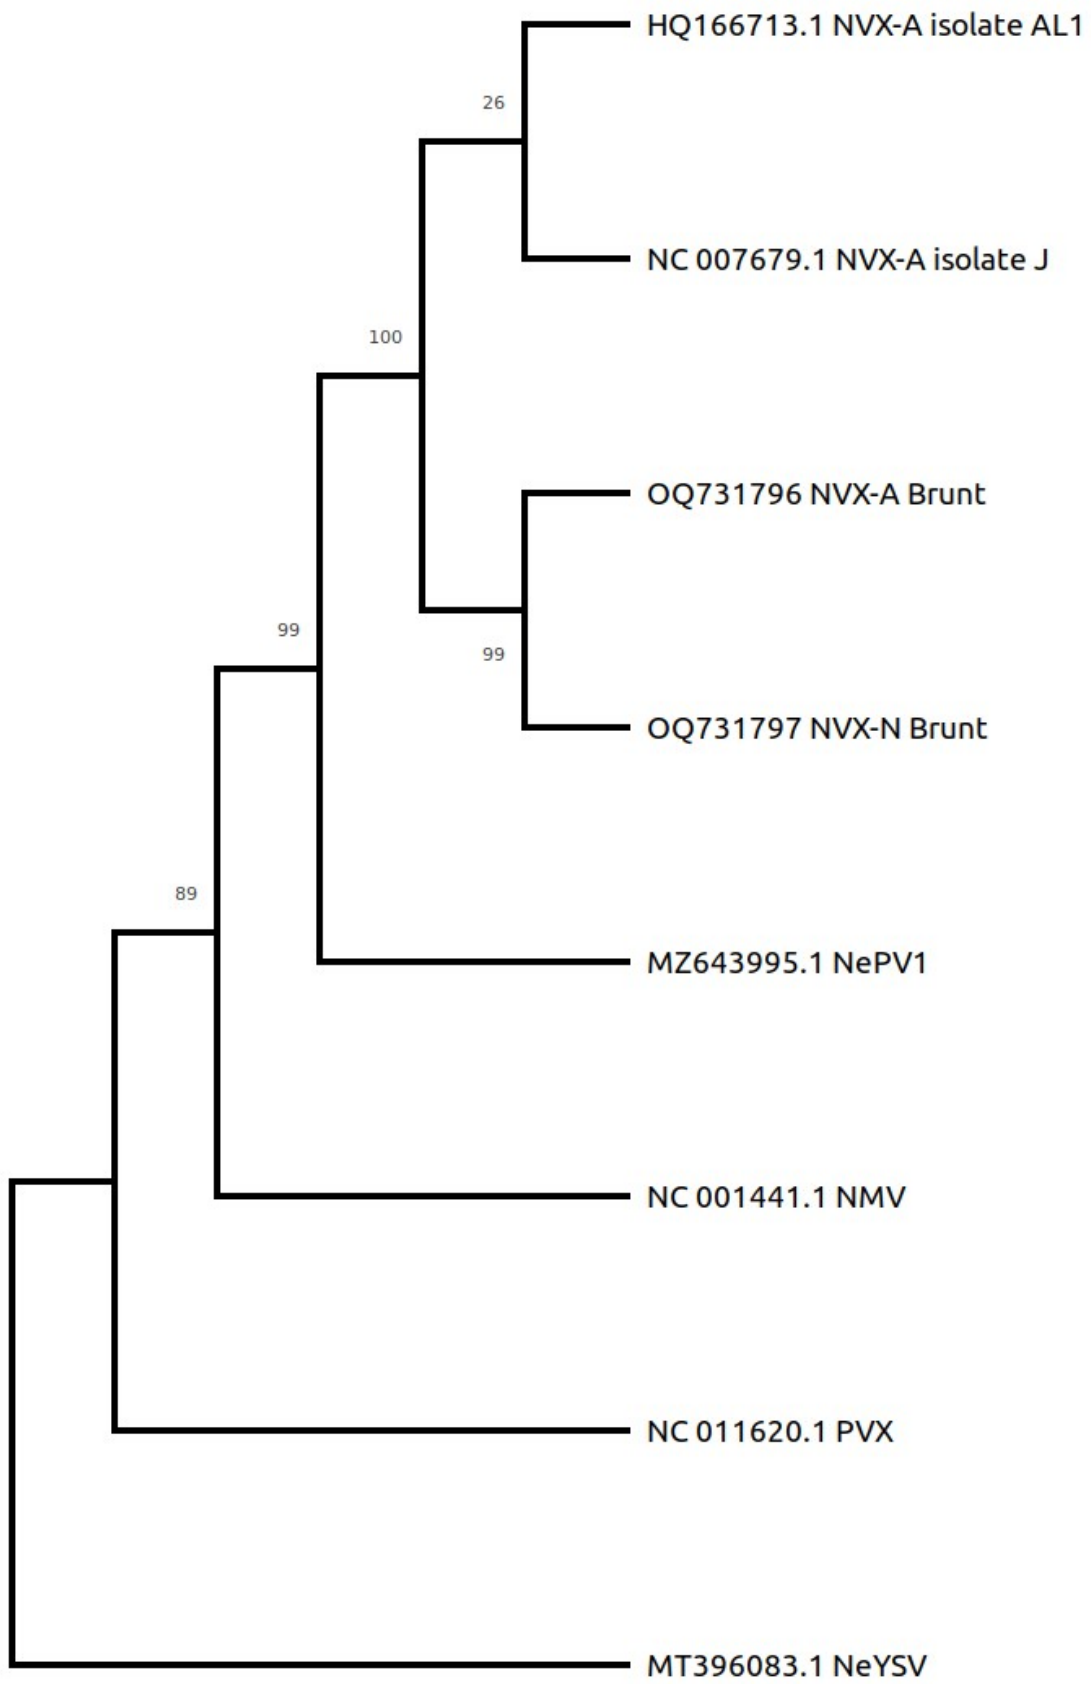 HQ166713.1 NVX-A isolate AL1
26
NC 007679.1 NVX-A isolate J
100
OQ731796 NVX-A Brunt
99
99
OQ731797 NVX-N Brunt
89
MZ643995.1 NePV1
NC 001441.1 NMV
NC 011620.1 PVX
MT396083.1 NeYSV